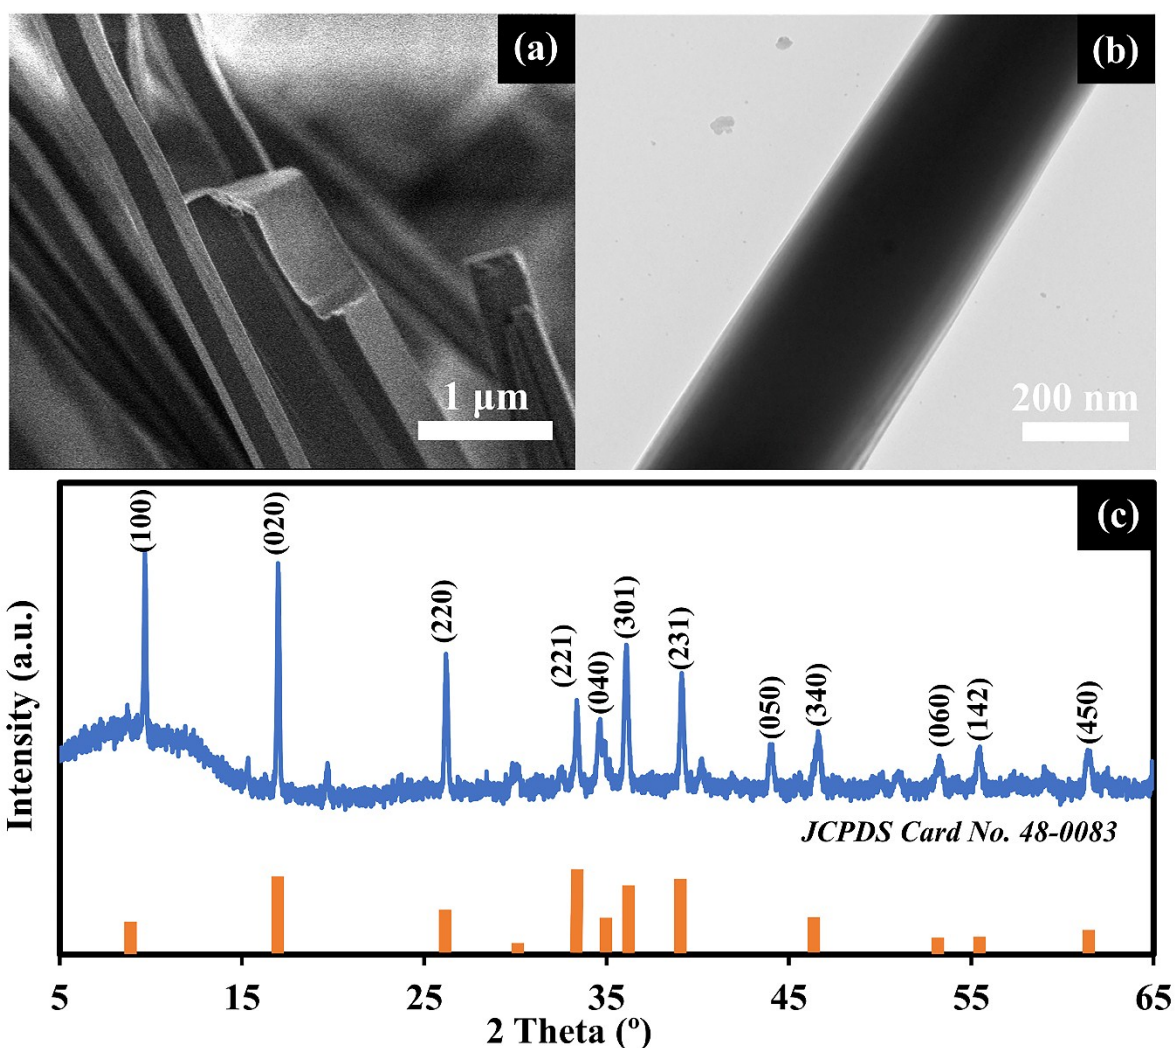 (a)
(b)
1 µm
200 nm
(c)
(100)
(020)
(220)
(221)
(040)
(301)
(231)
(050)
(340)
(060)
(142)
(450)
Intensity (a.u.)
JCPDS Card No. 48-0083
5
15
25
35
45
55
65
2 Theta (º)